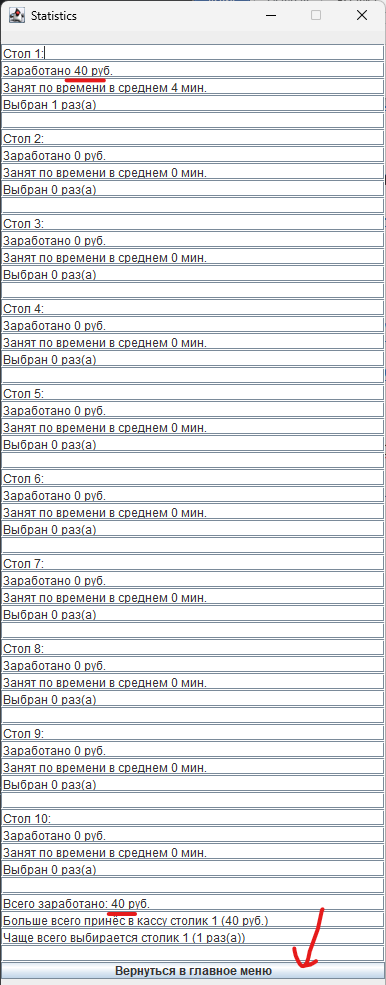 Statistics
Стол 1:
Заработано 40 руб.
Занят по времени в среднем 4 мин.
Выбран 1 раз(а)
Стол 2:
Заработано 0 руб.
Занят по времени в среднем 0 мин.
Выбран 0 раз(а)
Стол 3:
Заработано 0 руб.
Занят по времени в среднем 0 мин.
Выбран 0 раз(а)
Стол 4:
Заработано 0 руб.
Занят по времени в среднем 0 мин.
Выбран 0 раз(а)
Стол 5:
Заработано 0 руб.
Занят по времени в среднем 0 мин.
Выбран 0 раз(а)
Стол 6:
Заработано 0 руб.
Занят по времени в среднем 0 мин.
Выбран 0 раз(а)
Стол 7:
Заработано 0 руб.
Занят по времени в среднем 0 мин.
Выбран 0 раз(а)
Стол 8:
Заработано 0 руб.
Занят по времени в среднем 0 мин.
Выбран 0 раз(а)
Стол 9:
Заработано 0 руб.
Занят по времени в среднем 0 мин.
Выбран 0 раз(а)
Стол 10:
Заработано 0 руб.
Занят по времени в среднем 0 мин.
Выбран 0 раз(а)
Всего заработано: 40 руб.
Больше всего принёс в кассу столик 1 (40 руб.)
Чаще всего выбирается столик 1 (1 раз(а))
Вернуться в главное меню